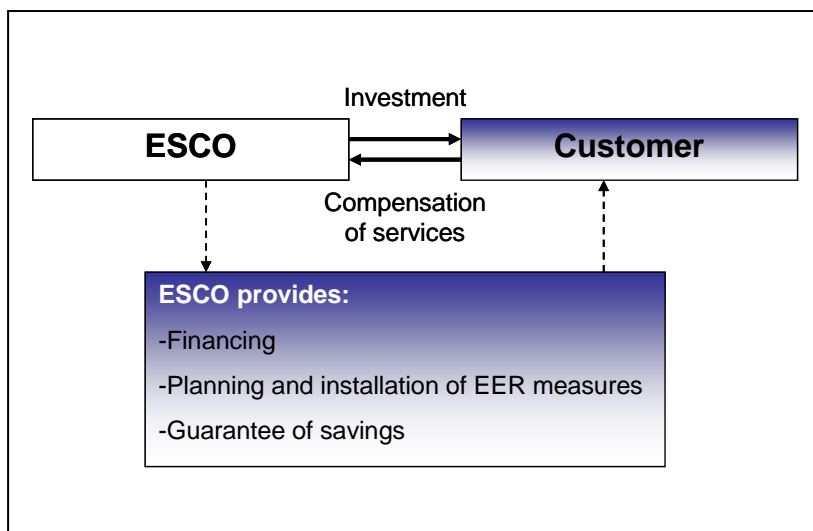 Investment
ESCO
Customer
Compensation
of services
ESCO provides:
-Financing
-Planning and installation of EER measures
-Guarantee of savings